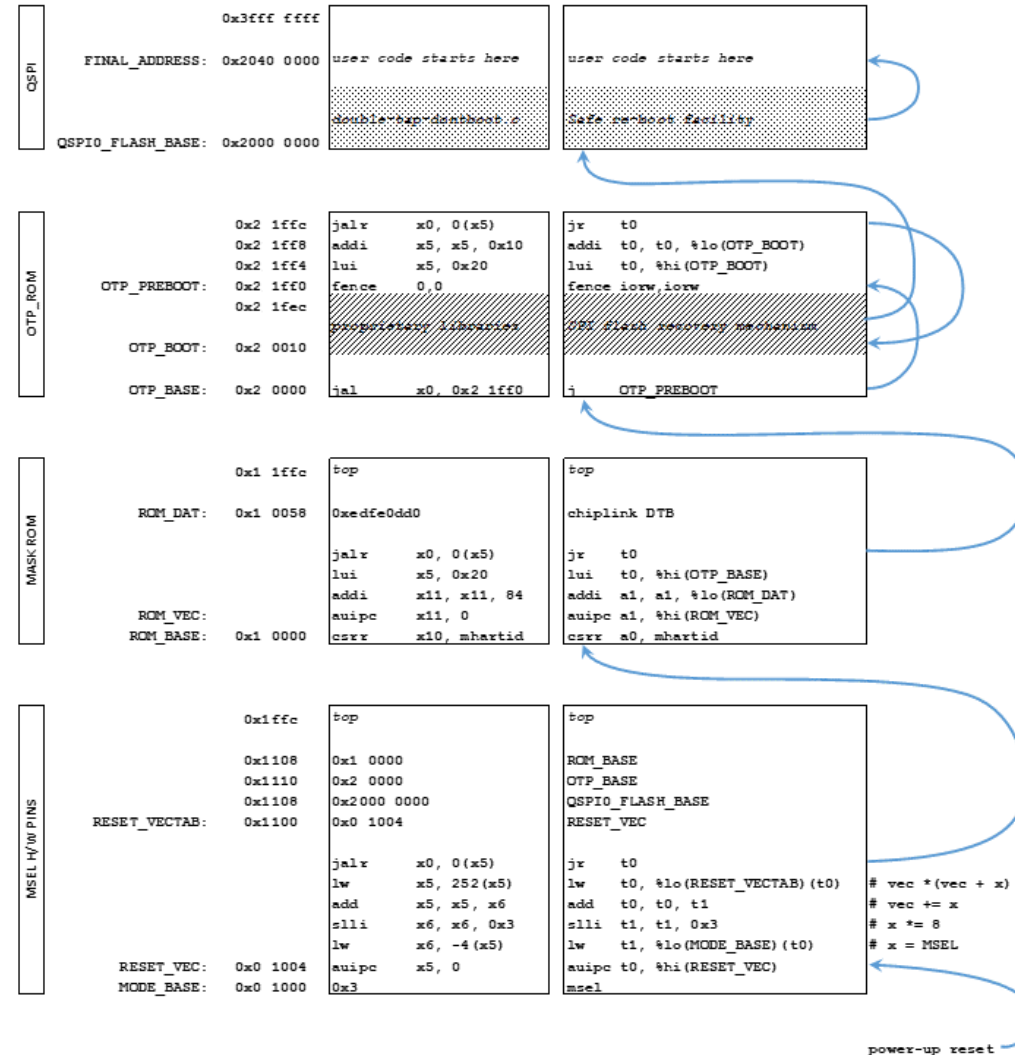 QSPI
0x3fff ffff
FINAL_ADDRESS: 0x2040 0000 user code starts here user code starts here
double-tap-dontboot.c Safe re-boot facility
QSPI0_FLASH_BASE: 0x2000 0000
OTP_ROM
0x2 1ffc jalr x0, 0(x5) jr t0
0x2 1ff8 addi x5, x5, 0x10 addi t0, t0, %lo(OTP_BOOT)
0x2 1ff4 lui x5, 0x20 lui t0, %hi(OTP_BOOT)
OTP_PREBOOT: 0x2 1ff0 fence 0,0 fence iorw,iorw
0x2 1fec
proprietary libraries SPI flash recovery mechanism
OTP_BOOT: 0x2 0010
OTP_BASE: 0x2 0000 jal x0, 0x2 1ff0 j OTP_PREBOOT
MASK ROM
0x1 1ffc top top
ROM_DAT: 0x1 0058 0xedfe0dd0 chiplink DTB
jalr x0, 0(x5) jr t0
lui x5, 0x20 lui t0, %hi(OTP_BASE)
addi x11, x11, 84 addi a1, a1, %lo(ROM_DAT)
ROM_VEC: auipc x11, 0 auipc a1, %hi(ROM_VEC)
ROM_BASE: 0x1 0000 csrr x10, mhartid csrr a0, mhartid
MSEL H/W PINS
0x1ffc top top
0x1108 0x1 0000 ROM_BASE
0x1110 0x2 0000 OTP_BASE
0x1108 0x2000 0000 QSPI0_FLASH_BASE
RESET_VECTAB: 0x1100 0x0 1004 RESET_VEC
jalr x0, 0(x5) jr t0
lw x5, 252(x5) lw t0, %lo(RESET_VECTAB)(t0) # vec *(vec + x)
add x5, x5, x6 add t0, t0, t1 # vec += x
slli x6, x6, 0x3 slli t1, t1, 0x3 # x *= 8
lw x6, -4(x5) lw t1, %lo(MODE_BASE)(t0) # x = MSEL
RESET_VEC: 0x0 1004 auipc x5, 0 auipc t0, %hi(RESET_VEC)
MODE_BASE: 0x0 1000 0x3 msel
power-up reset